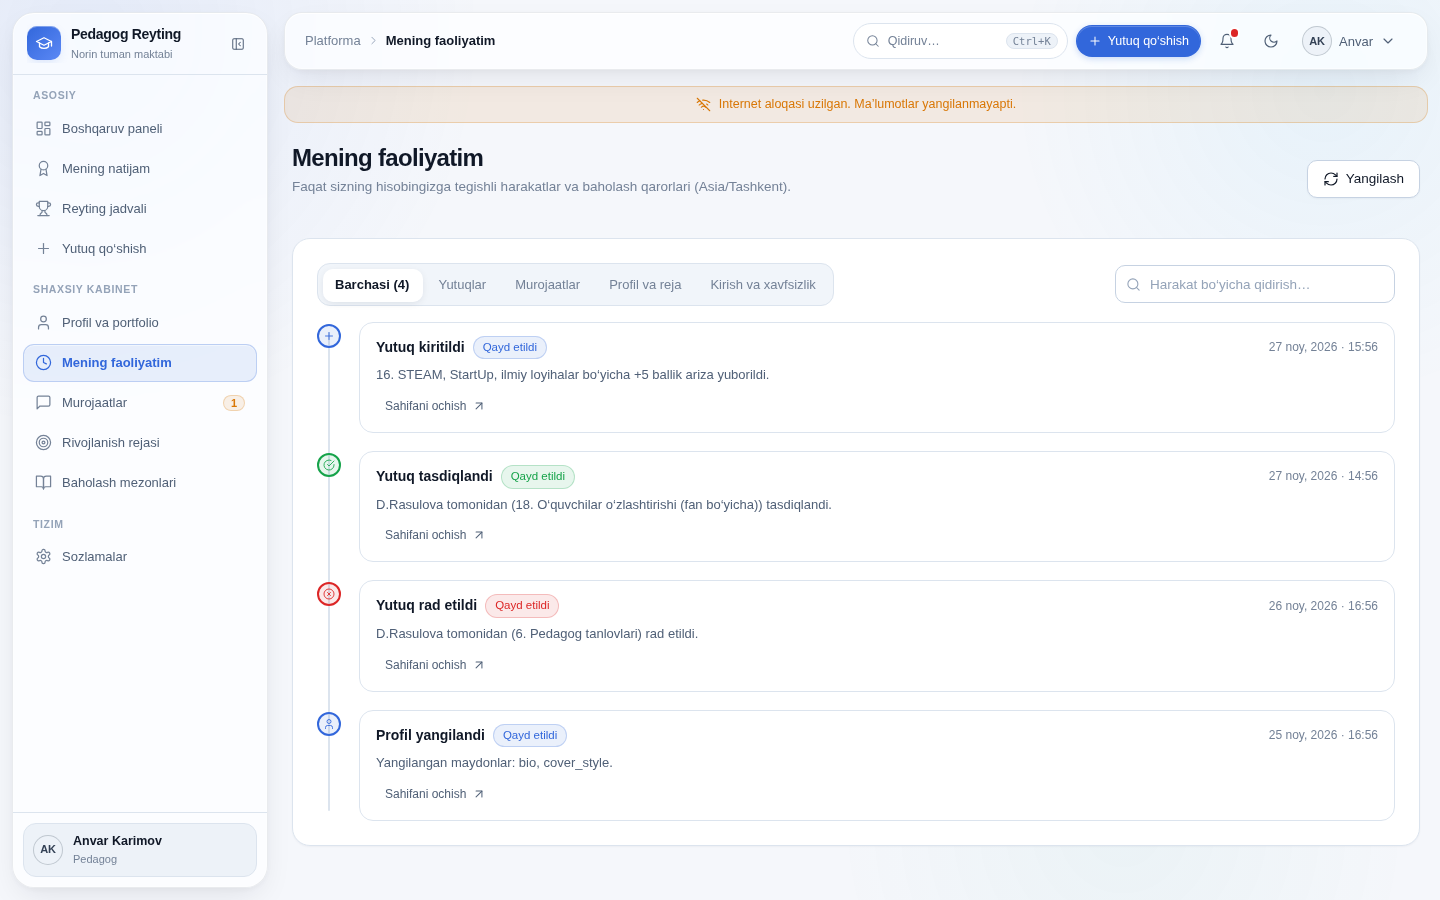 Pedagog Reyting
Norin tuman maktabi
ASOSIY
Boshqaruv paneli
Mening natijam
Reyting jadvali
Yutuq qo‘shish
SHAXSIY KABINET
Profil va portfolio
Mening faoliyatim
Murojaatlar 1
Rivojlanish rejasi
Baholash mezonlari
TIZIM
Sozlamalar
AK Anvar Karimov
Pedagog
Platforma Mening faoliyatim Qidiruv… Ctrl+K Yutuq qo‘shish AK Anvar
Internet aloqasi uzilgan. Ma’lumotlar yangilanmayapti.
Mening faoliyatim
Faqat sizning hisobingizga tegishli harakatlar va baholash qarorlari (Asia/Tashkent).
Yangilash
Barchasi (4) Yutuqlar Murojaatlar Profil va reja Kirish va xavfsizlik Harakat bo‘yicha qidirish…
Yutuq kiritildi Qayd etildi 27 noy, 2026 · 15:56
16. STEAM, StartUp, ilmiy loyihalar bo‘yicha +5 ballik ariza yuborildi.
Sahifani ochish
Yutuq tasdiqlandi Qayd etildi 27 noy, 2026 · 14:56
D.Rasulova tomonidan (18. O‘quvchilar o‘zlashtirishi (fan bo‘yicha)) tasdiqlandi.
Sahifani ochish
Yutuq rad etildi Qayd etildi 26 noy, 2026 · 16:56
D.Rasulova tomonidan (6. Pedagog tanlovlari) rad etildi.
Sahifani ochish
Profil yangilandi Qayd etildi 25 noy, 2026 · 16:56
Yangilangan maydonlar: bio, cover_style.
Sahifani ochish